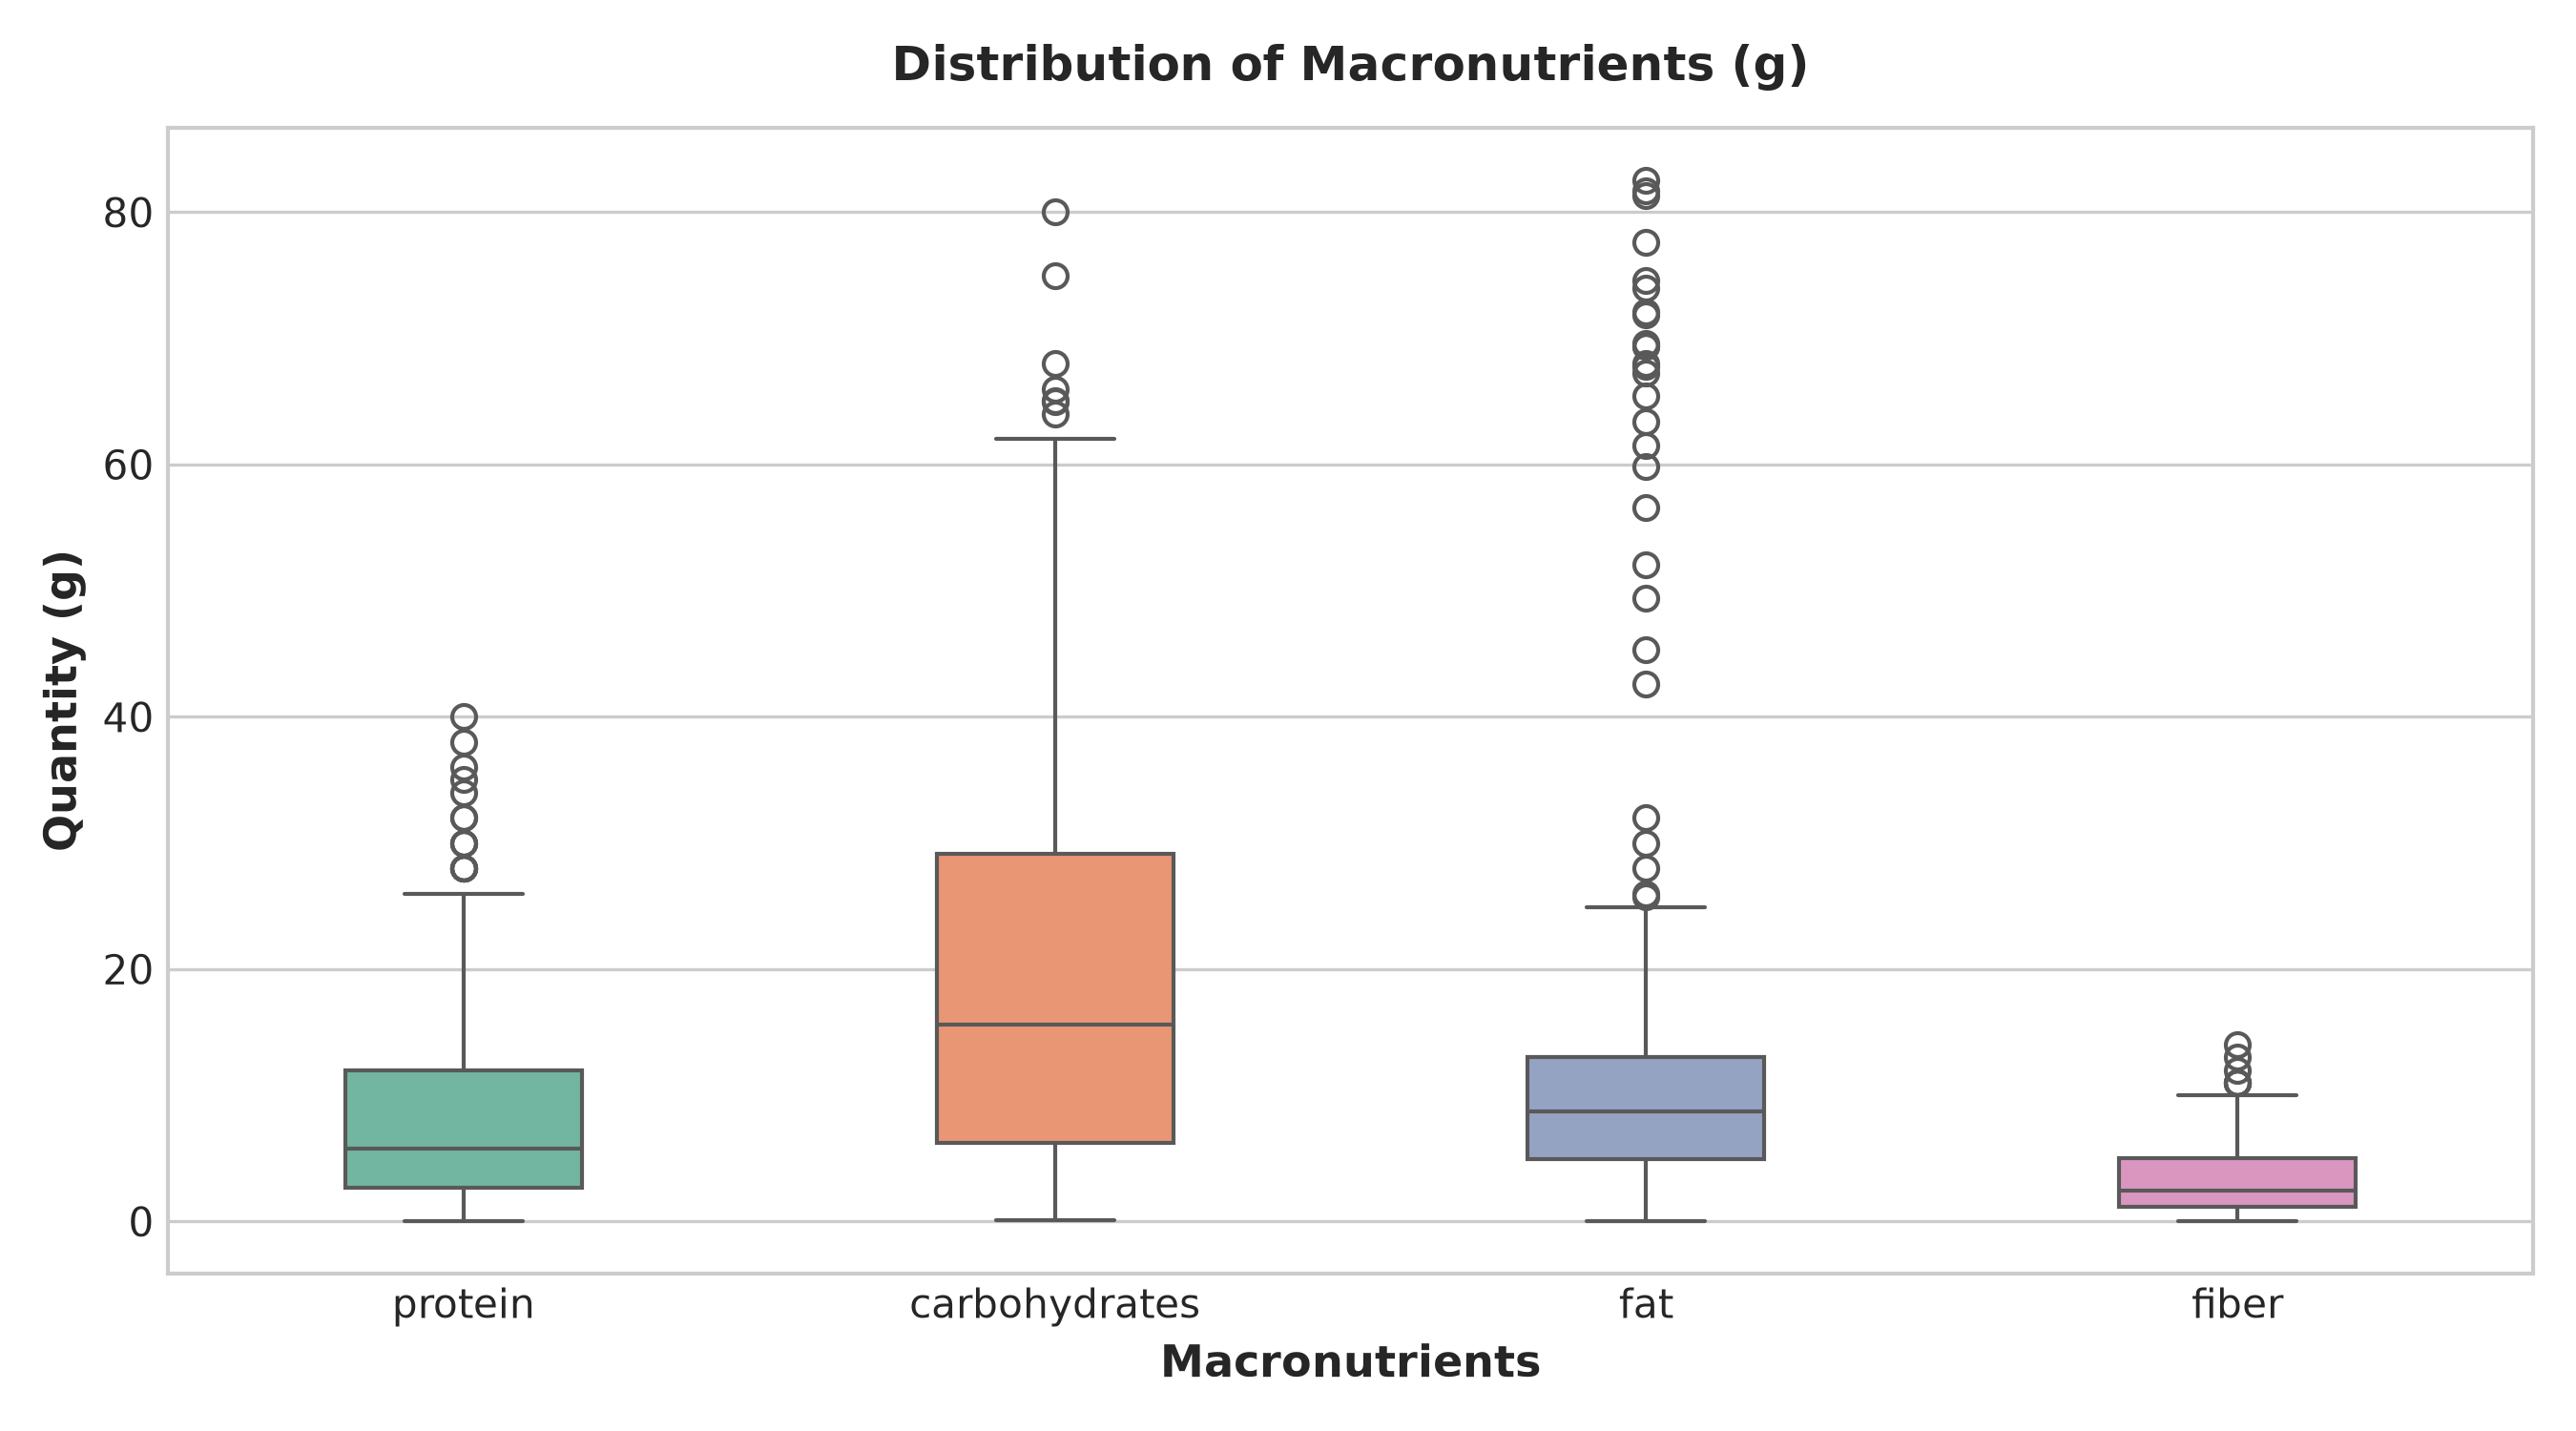 Distribution of Macronutrients (g)
Quantity (g)
80
60
40
20
0
protein carbohydrates fat fiber
Macronutrients